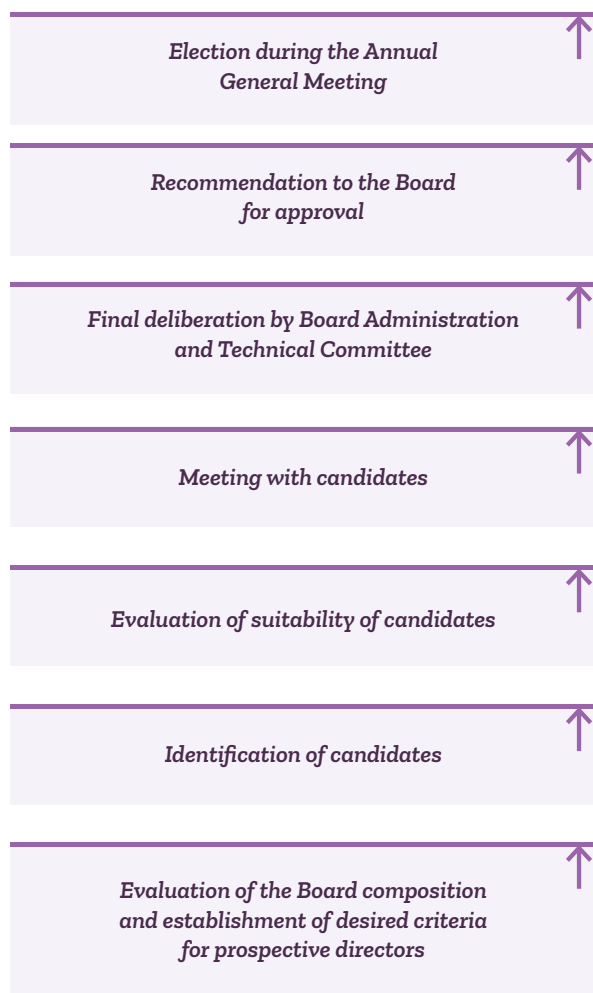 Election during the Annual
General Meeting
Recommendation to the Board
for approval
Final deliberation by Board Administration
and Technical Committee
Meeting with candidates
Evaluation of suitability of candidates
Identification of candidates
Evaluation of the Board composition
and establishment of desired criteria
for prospective directors